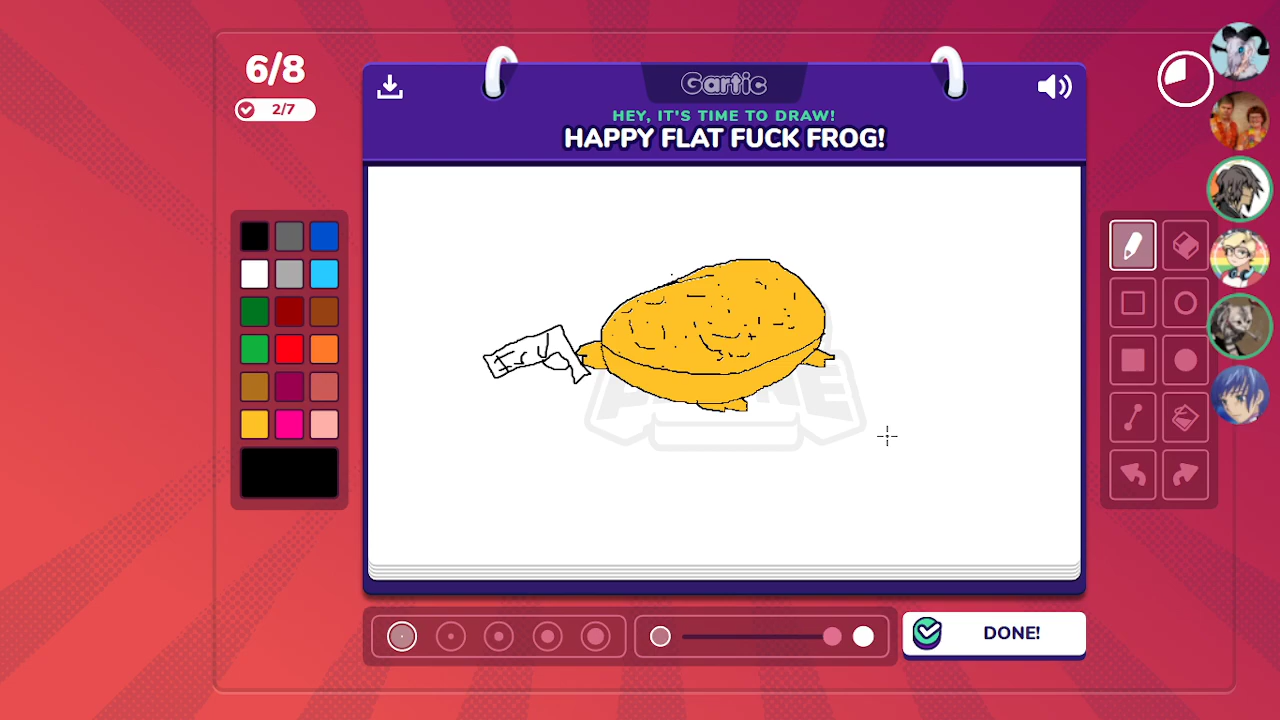 6/8
2/7
Gartic
HEY, IT'S TIME TO DRAW!
HAPPY FLAT FUCK FROG!
DONE!